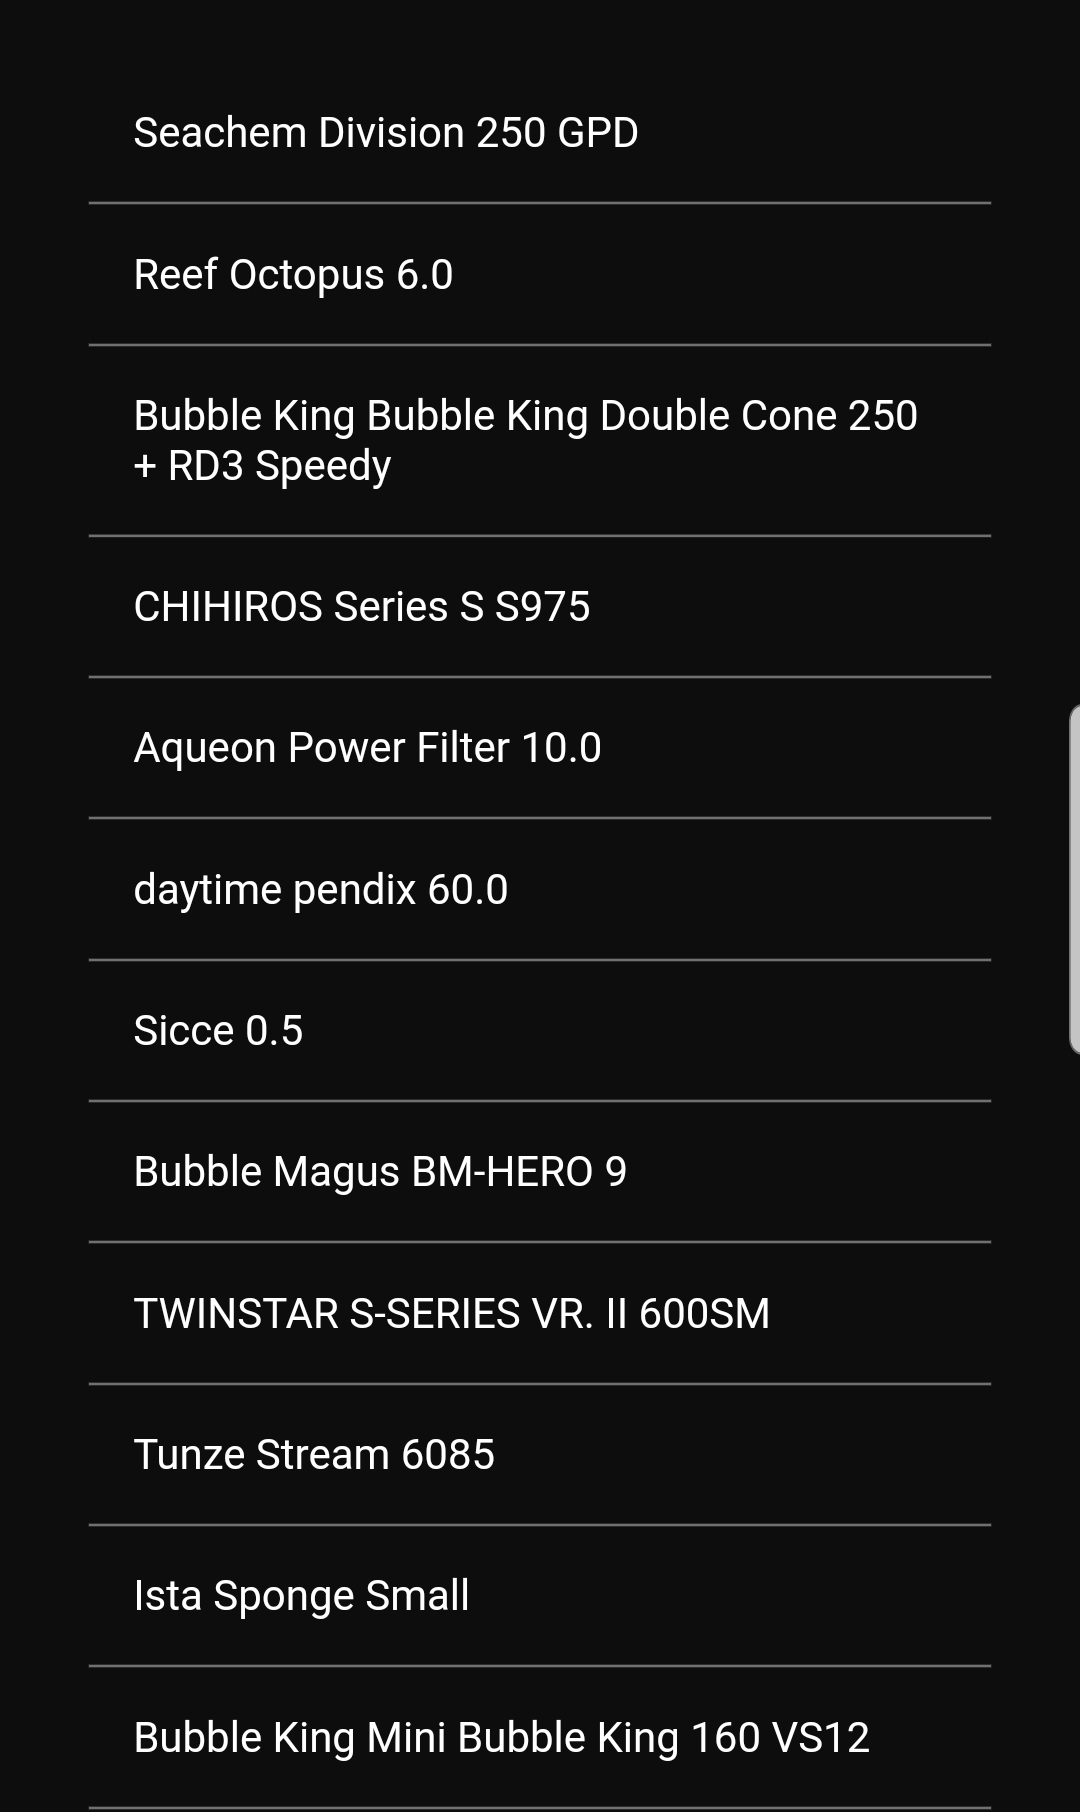 Seachem Division 250 GPD
Reef Octopus 6.0
Bubble King Bubble King Double Cone 250
+ RD3 Speedy
CHIHIROS Series S S975
Aqueon Power Filter 10.0
daytime pendix 60.0
Sicce 0.5
Bubble Magus BM-HERO 9
TWINSTAR S-SERIES VR. II 600SM
Tunze Stream 6085
Ista Sponge Small
Bubble King Mini Bubble King 160 VS12